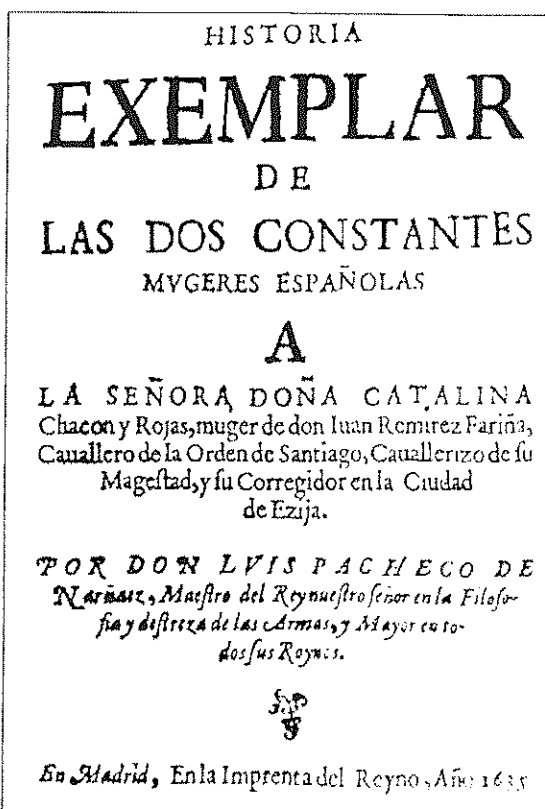 HISTORIA
EXEMPLAR
DE
LAS DOS CONSTANTES
MVGERES ESPAÑOLAS
A
LA SEÑORA DOÑA CATALINA
Chacon y Rojas, muger de don Iuan Remirez Fariña,
Cauallero de la Orden de Santiago, Cauallerizo de ſu
Mageſtad, y ſu Corregidor en la Ciudad
de Ezija.
POR DON LVIS PACHECO DE
Narbaez, Maeſtro del Rey nueſtro ſeñor en la Filoſo-
fia y deſtreza de las Armas, y Mayor en to-
dos ſus Reynos.
En Madrid, En la Imprenta del Reyno, Año 1635